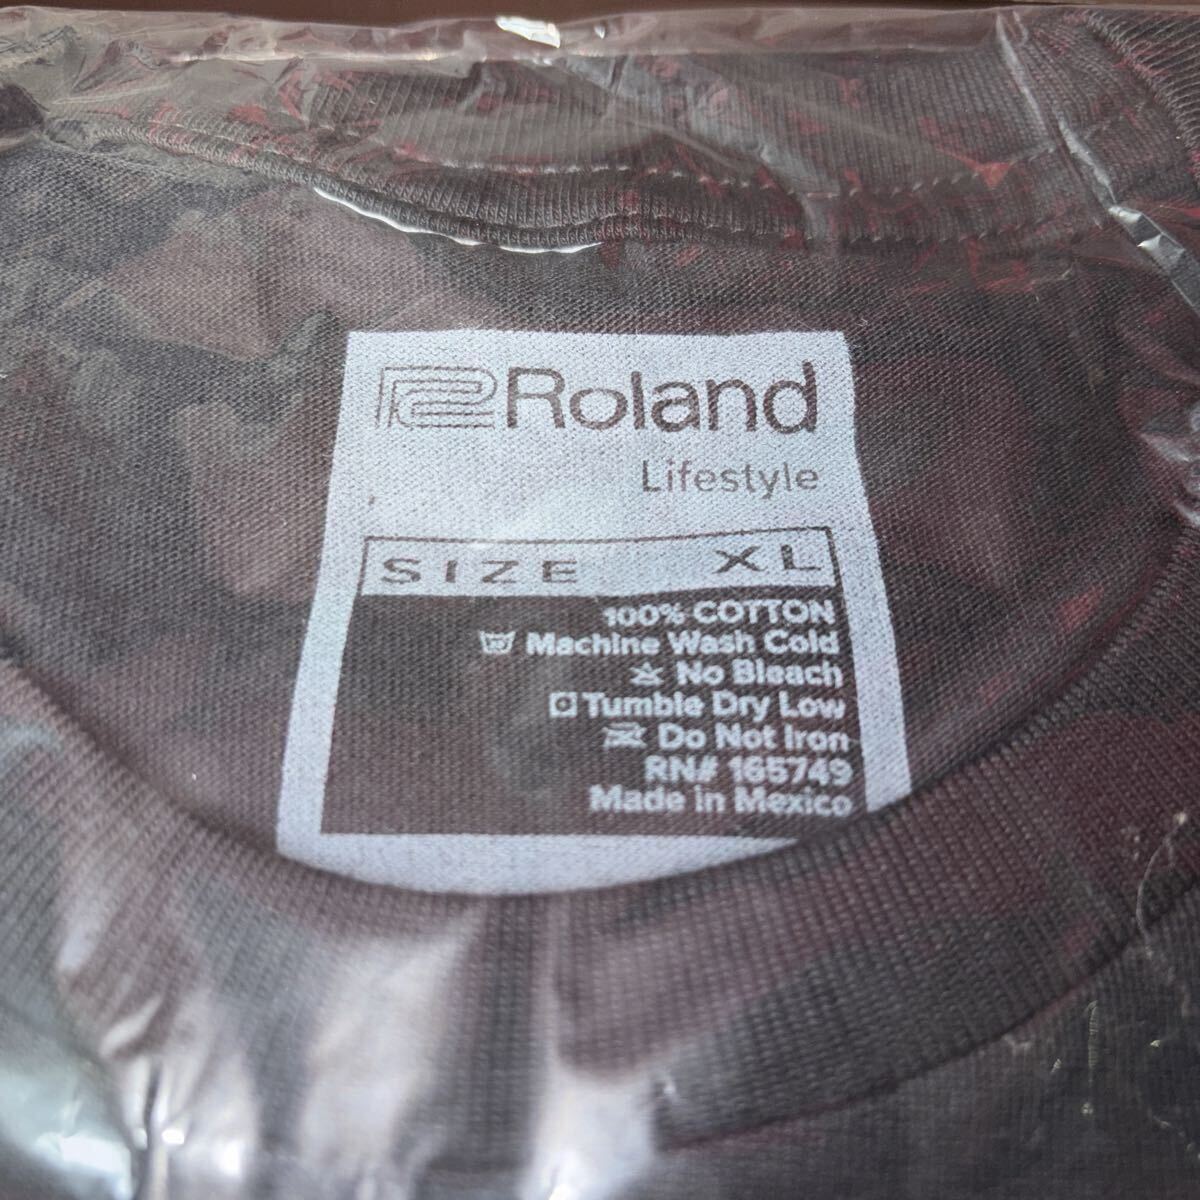 Roland
Lifestyle
SIZE XL
100% COTTON
Machine Wash Cold
No Bleach
Tumble Dry Low
Do Not Iron
RN# 165749
Made in Mexico